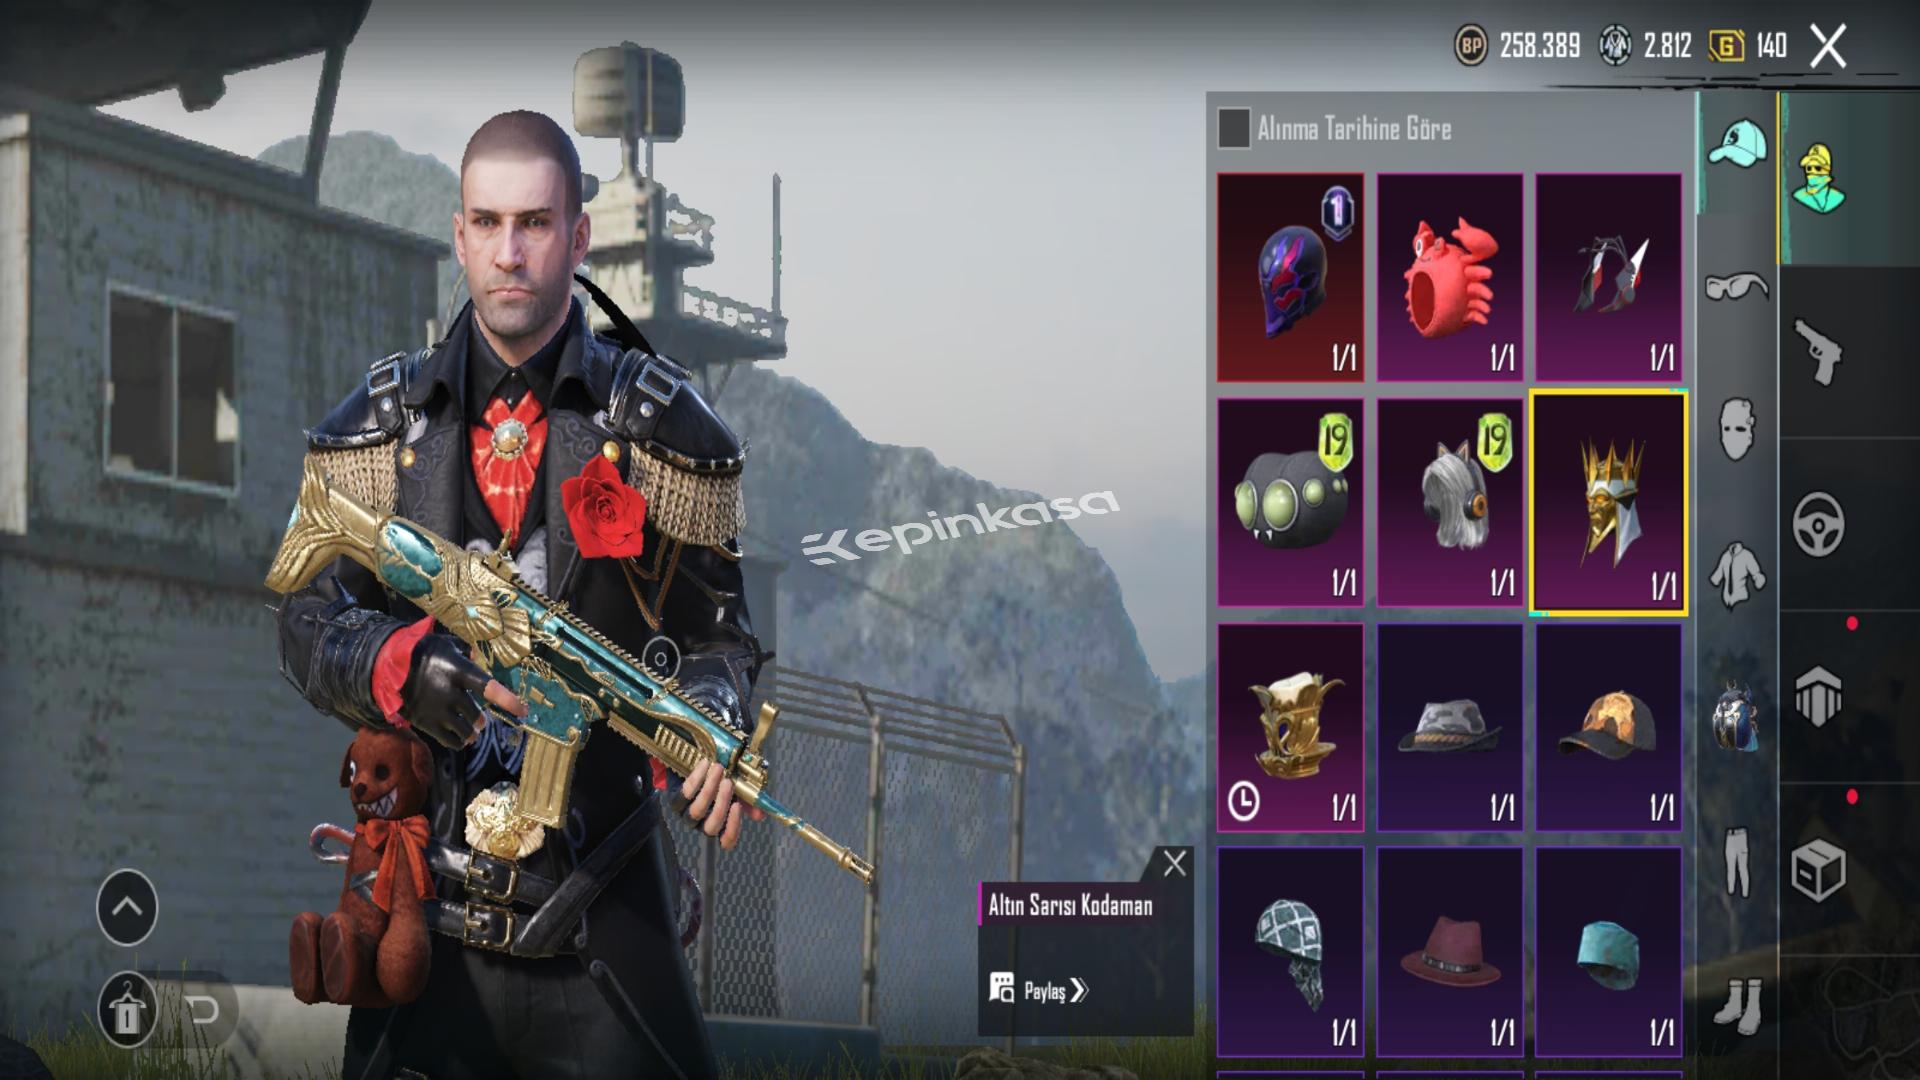 BP 258.389 2.812 G 140
Alınma Tarihine Göre
1
1/1 1/1 1/1
19 19
1/1 1/1 1/1
1/1 1/1 1/1
1/1 1/1 1/1
epinkasa
Altın Sarısı Kodaman
Paylaş
1